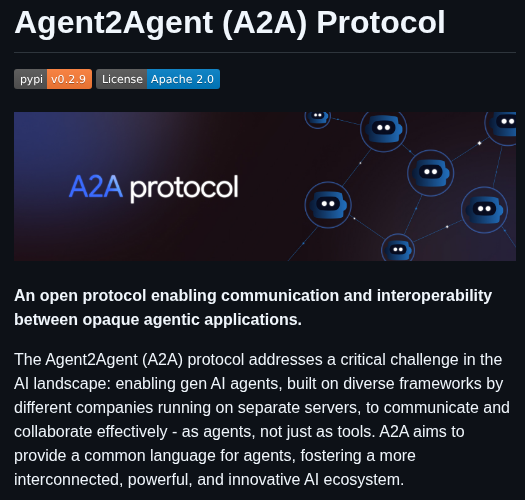 Agent2Agent (A2A) Protocol
pypi v0.2.9 License Apache 2.0
A2A protocol
An open protocol enabling communication and interoperability
between opaque agentic applications.
The Agent2Agent (A2A) protocol addresses a critical challenge in the
AI landscape: enabling gen AI agents, built on diverse frameworks by
different companies running on separate servers, to communicate and
collaborate effectively - as agents, not just as tools. A2A aims to
provide a common language for agents, fostering a more
interconnected, powerful, and innovative AI ecosystem.